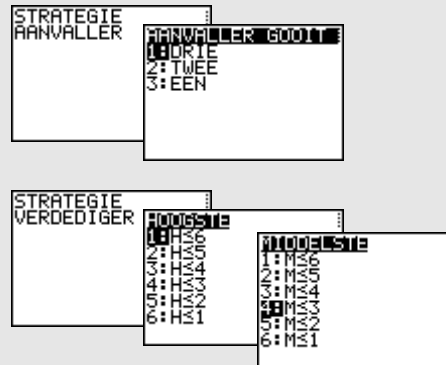 STRATEGIE
AANVALLER
AANVALLER GOOIT
1:DRIE
2:TWEE
3:EEN
STRATEGIE
VERDEDIGER
HOOGSTE
1:H≤6
2:H≤5
3:H≤4
4:H≤3
5:H≤2
6:H≤1
MIDDELSTE
1:M≤6
2:M≤5
3:M≤4
4:M≤3
5:M≤2
6:M≤1